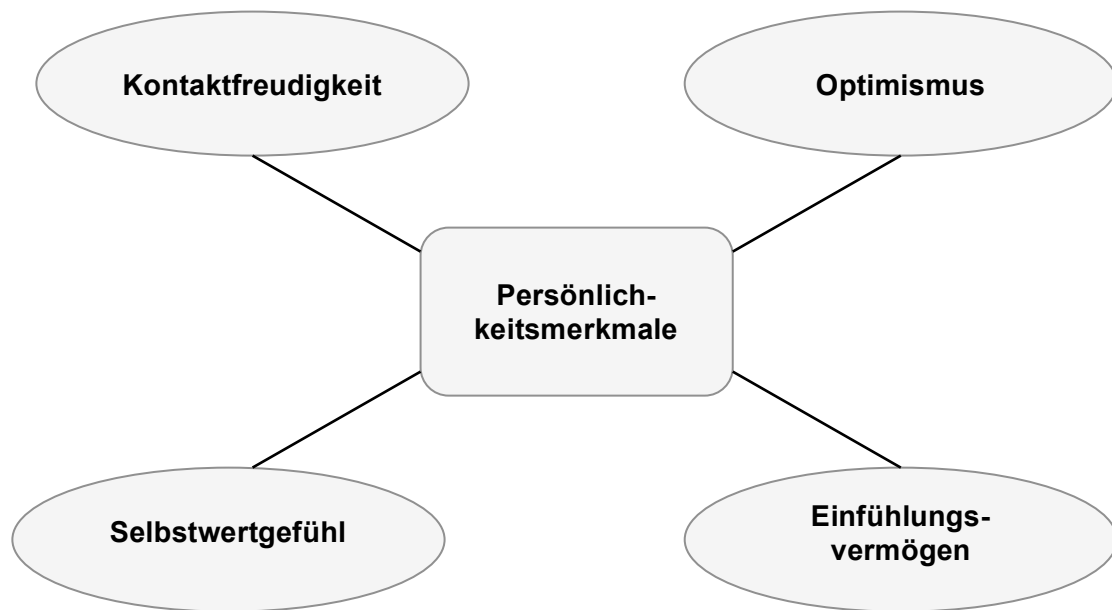 Kontaktfreudigkeit
Optimismus
Persönlich-
keitsmerkmale
Selbstwertgefühl
Einfühlungs-
vermögen